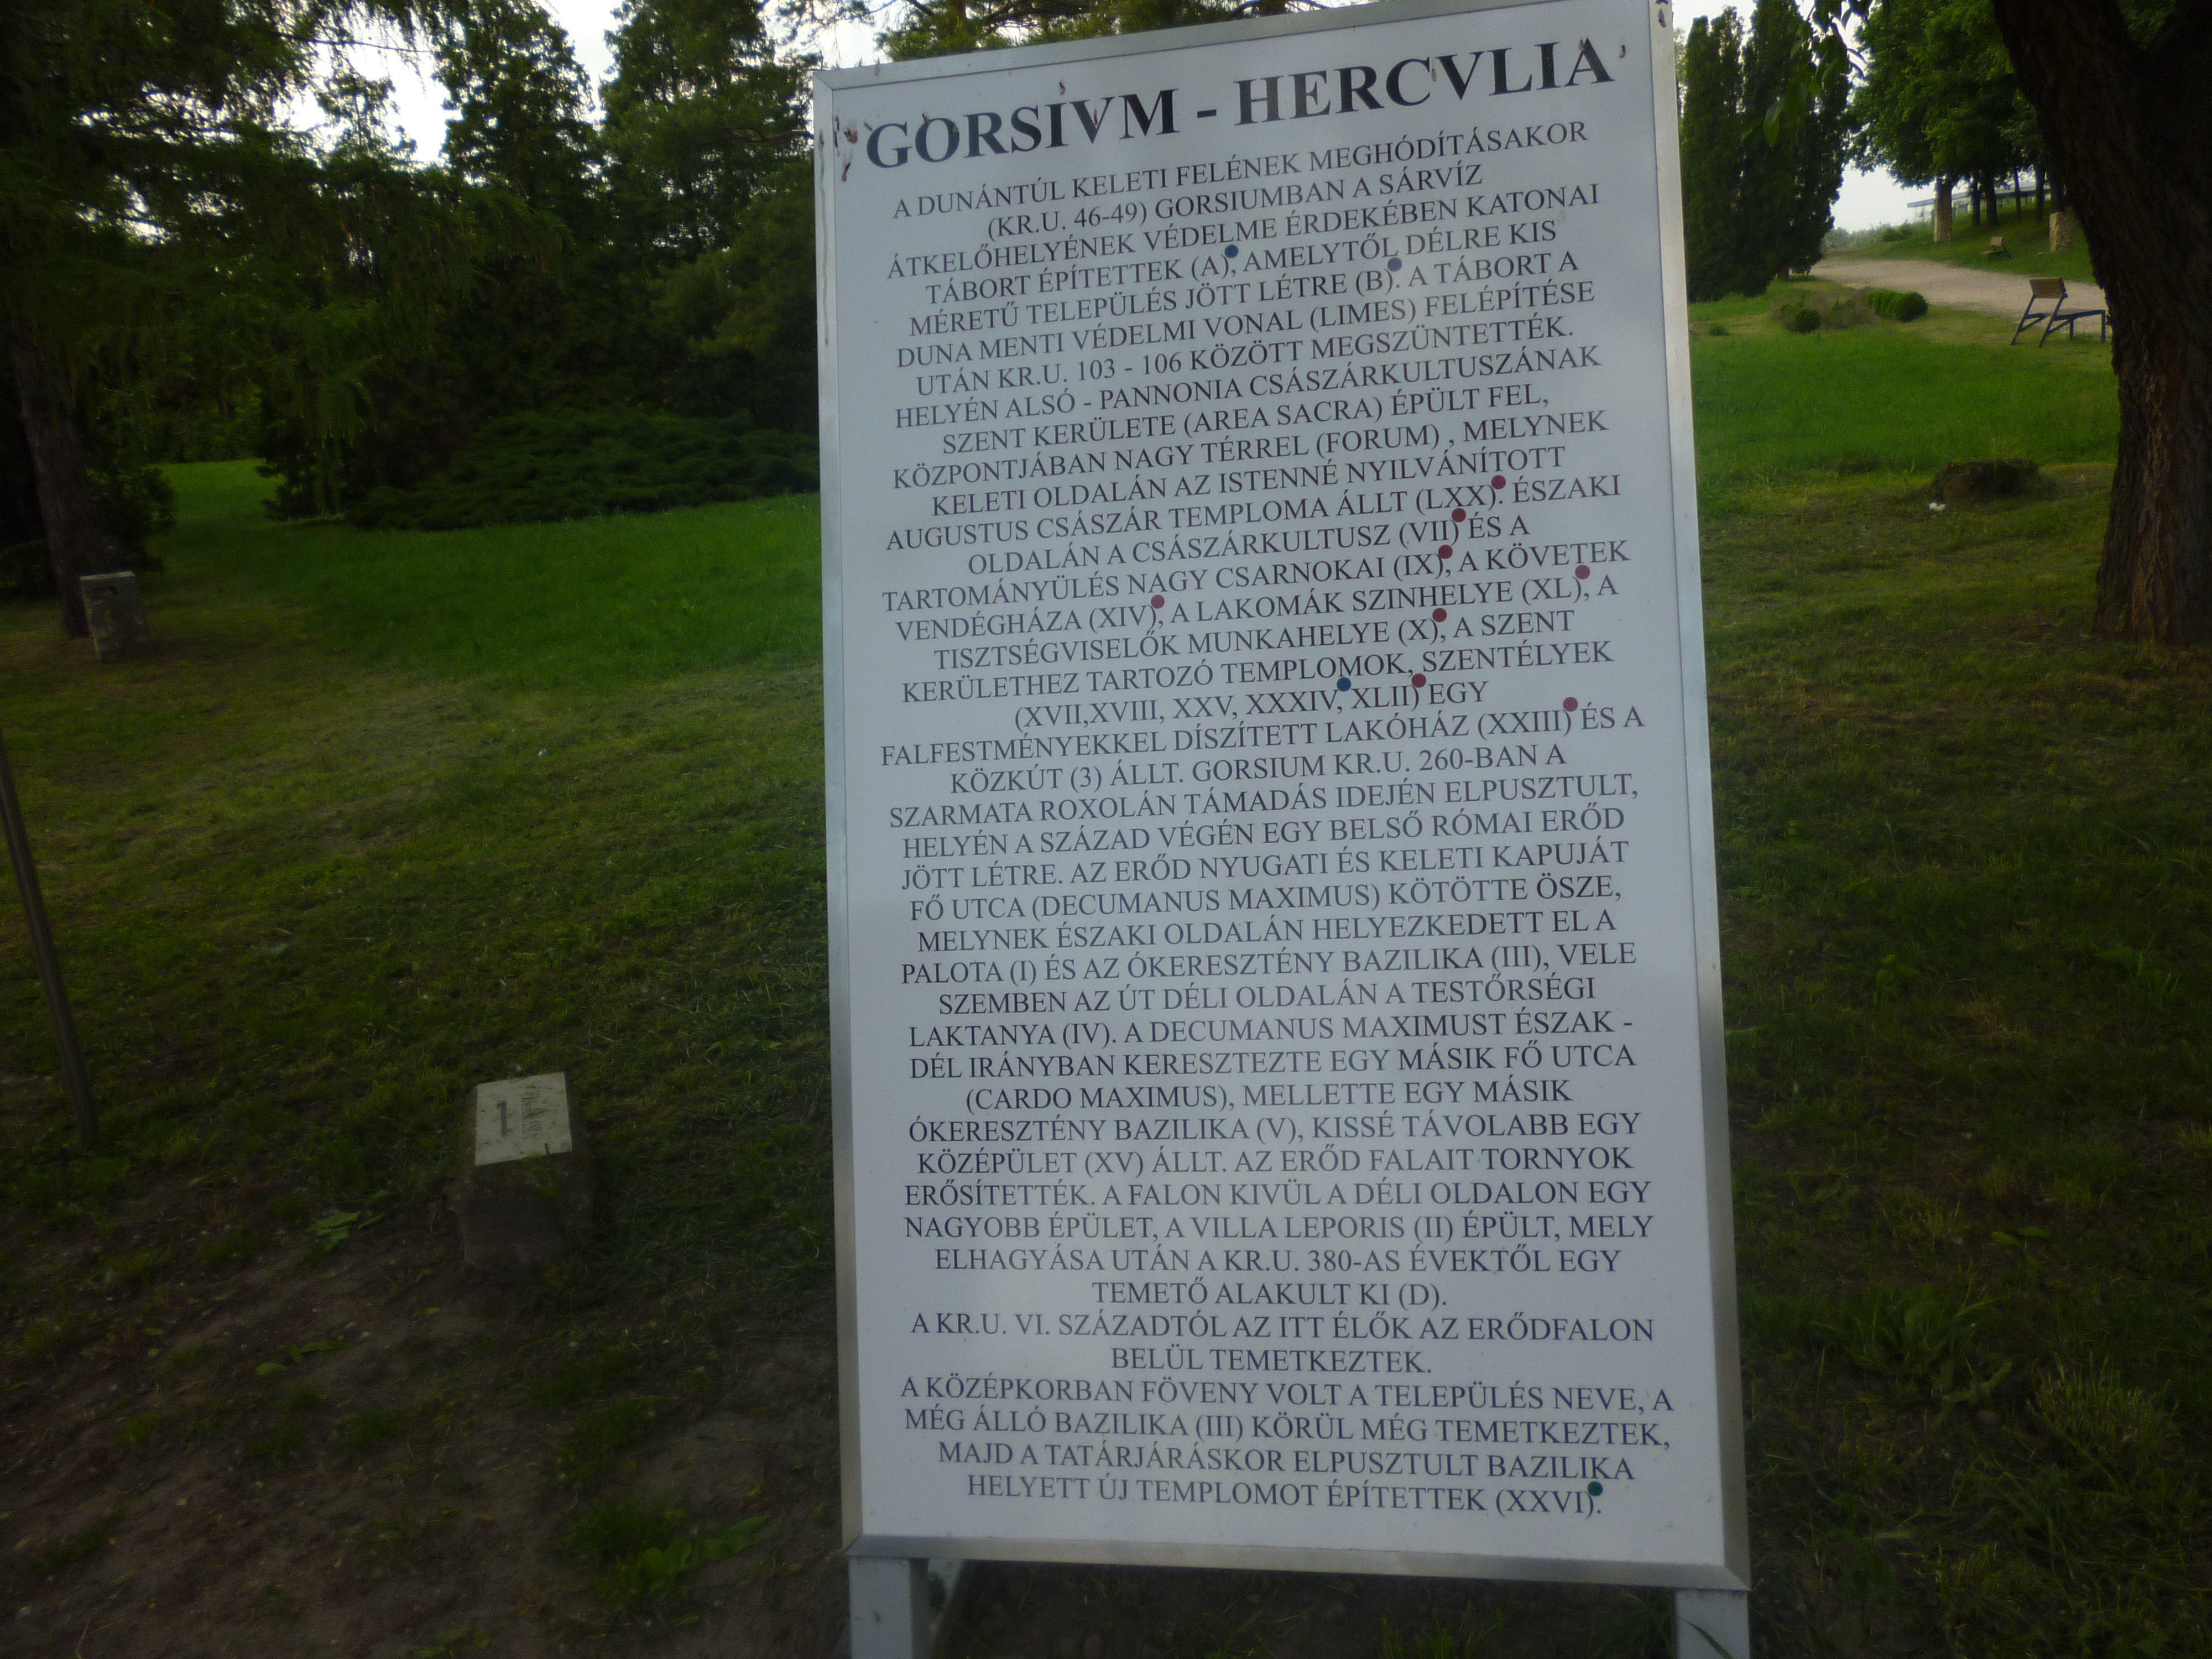 GORSIVM - HERCVLIA
A DUNÁNTÚL KELETI FELÉNEK MEGHÓDÍTÁSAKOR
(KR.U. 46-49) GORSIUMBAN A SÁRVÍZ
ÁTKELŐHELYÉNEK VÉDELME ÉRDEKÉBEN KATONAI
TÁBORT ÉPÍTETTEK (A), AMELYTŐL DÉLRE KIS
MÉRETŰ TELEPÜLÉS JÖTT LÉTRE (B). A TÁBORT A
DUNA MENTI VÉDELMI VONAL (LIMES) FELÉPÍTÉSE
UTÁN KR.U. 103 - 106 KÖZÖTT MEGSZÜNTETTÉK.
HELYÉN ALSÓ - PANNONIA CSÁSZÁRKULTUSZÁNAK
SZENT KERÜLETE (AREA SACRA) ÉPÜLT FEL,
KÖZPONTJÁBAN NAGY TÉRREL (FORUM) , MELYNEK
KELETI OLDALÁN AZ ISTENNÉ NYILVÁNÍTOTT
AUGUSTUS CSÁSZÁR TEMPLOMA ÁLLT (LXX). ÉSZAKI
OLDALÁN A CSÁSZÁRKULTUSZ (VII) ÉS A
TARTOMÁNYÜLÉS NAGY CSARNOKAI (IX), A KÖVETEK
VENDÉGHÁZA (XIV), A LAKOMÁK SZINHELYE (XL), A
TISZTSÉGVISELŐK MUNKAHELYE (X), A SZENT
KERÜLETHEZ TARTOZÓ TEMPLOMOK, SZENTÉLYEK
(XVII,XVIII, XXV, XXXIV, XLII) EGY
FALFESTMÉNYEKKEL DÍSZÍTETT LAKÓHÁZ (XXIII) ÉS A
KÖZKÚT (3) ÁLLT. GORSIUM KR.U. 260-BAN A
SZARMATA ROXOLÁN TÁMADÁS IDEJÉN ELPUSZTULT,
HELYÉN A SZÁZAD VÉGÉN EGY BELSŐ RÓMAI ERŐD
JÖTT LÉTRE. AZ ERŐD NYUGATI ÉS KELETI KAPUJÁT
FŐ UTCA (DECUMANUS MAXIMUS) KÖTÖTTE ÖSZE,
MELYNEK ÉSZAKI OLDALÁN HELYEZKEDETT EL A
PALOTA (I) ÉS AZ ÓKERESZTÉNY BAZILIKA (III), VELE
SZEMBEN AZ ÚT DÉLI OLDALÁN A TESTŐRSÉGI
LAKTANYA (IV). A DECUMANUS MAXIMUST ÉSZAK -
DÉL IRÁNYBAN KERESZTEZTE EGY MÁSIK FŐ UTCA
(CARDO MAXIMUS), MELLETTE EGY MÁSIK
ÓKERESZTÉNY BAZILIKA (V), KISSÉ TÁVOLABB EGY
KÖZÉPÜLET (XV) ÁLLT. AZ ERŐD FALAIT TORNYOK
ERŐSÍTETTÉK. A FALON KIVÜL A DÉLI OLDALON EGY
NAGYOBB ÉPÜLET, A VILLA LEPORIS (II) ÉPÜLT, MELY
ELHAGYÁSA UTÁN A KR.U. 380-AS ÉVEKTŐL EGY
TEMETŐ ALAKULT KI (D).
A KR.U. VI. SZÁZADTÓL AZ ITT ÉLŐK AZ ERŐDFALON
BELÜL TEMETKEZTEK.
A KÖZÉPKORBAN FÖVENY VOLT A TELEPÜLÉS NEVE, A
MÉG ÁLLÓ BAZILIKA (III) KÖRÜL MÉG TEMETKEZTEK,
MAJD A TATÁRJÁRÁSKOR ELPUSZTULT BAZILIKA
HELYETT ÚJ TEMPLOMOT ÉPÍTETTEK (XXVI).
1